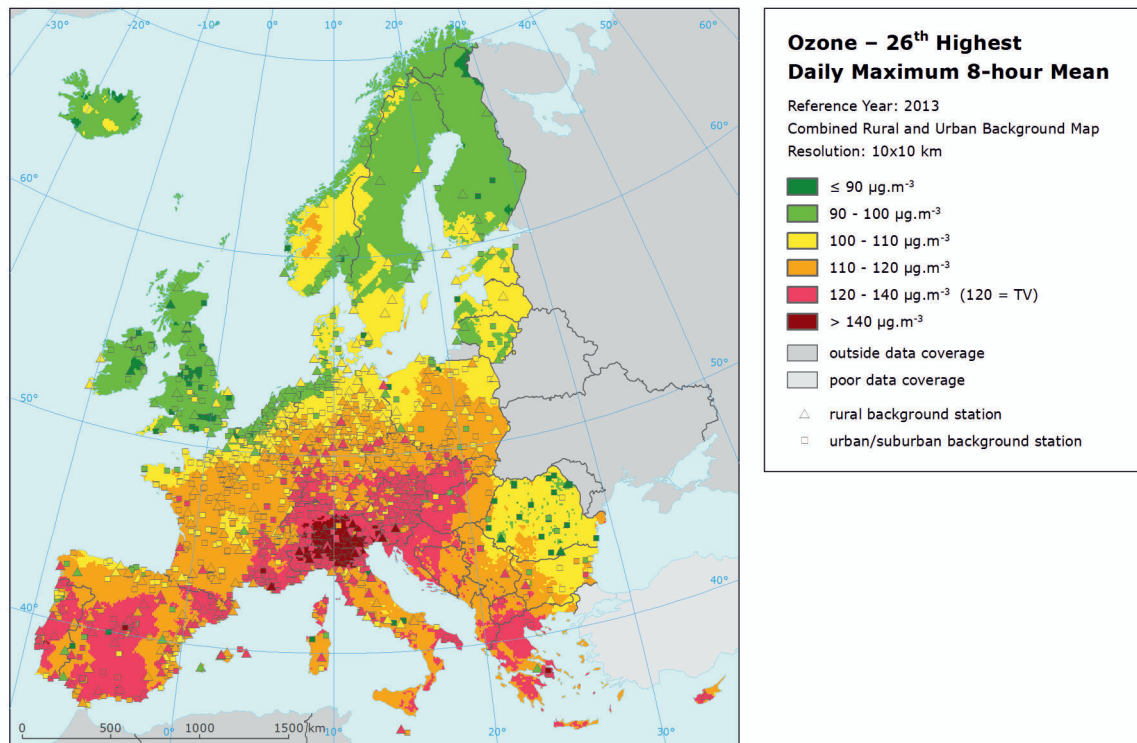 -30° -20° -10° 0° 10° 20° 30° 40° 50° 60°
60°
50°
40°
60°
50°
40°
0 500 1000 1500 km
0° 10° 20° 30°
Ozone – 26th Highest
Daily Maximum 8-hour Mean
Reference Year: 2013
Combined Rural and Urban Background Map
Resolution: 10x10 km
≤ 90 µg.m-3
90 - 100 µg.m-3
100 - 110 µg.m-3
110 - 120 µg.m-3
120 - 140 µg.m-3 (120 = TV)
> 140 µg.m-3
outside data coverage
poor data coverage
rural background station
urban/suburban background station